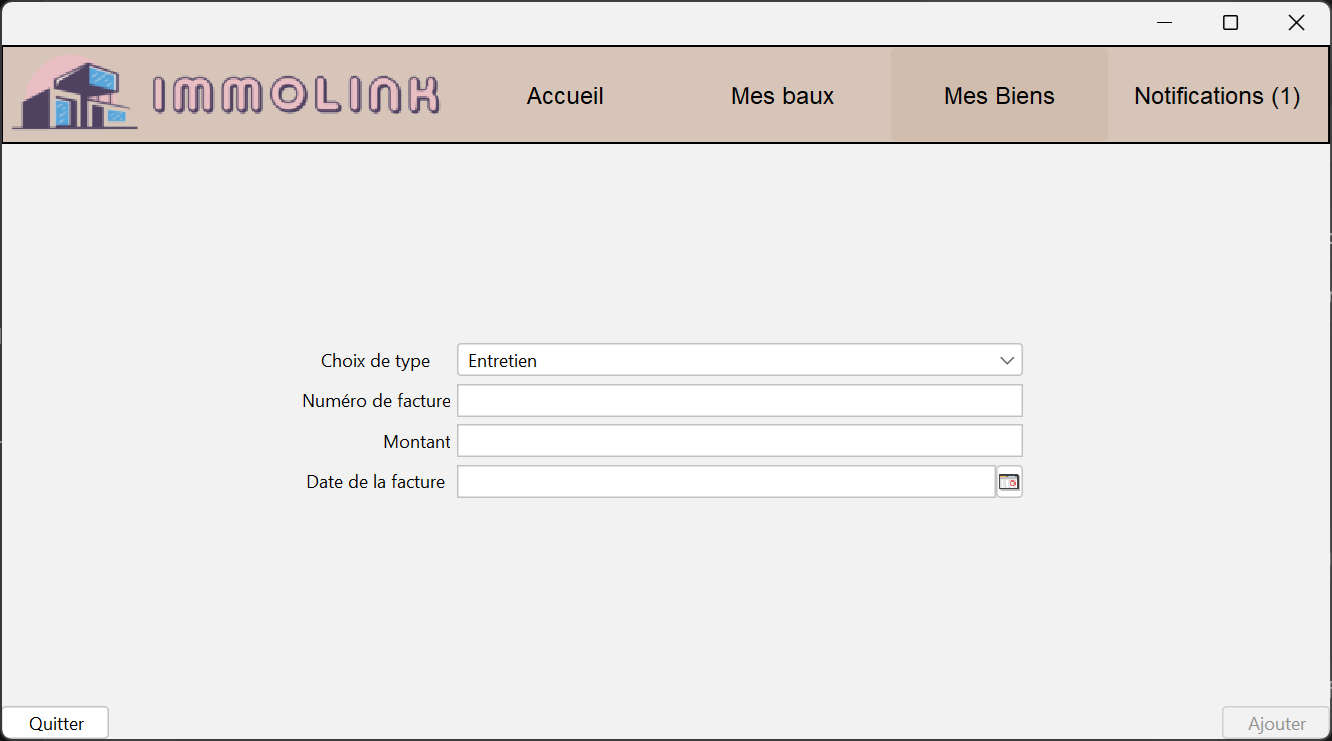 IMMOLINK
Accueil
Mes baux
Mes Biens
Notifications (1)
Choix de type
Entretien
Numéro de facture
Montant
Date de la facture
Quitter
Ajouter